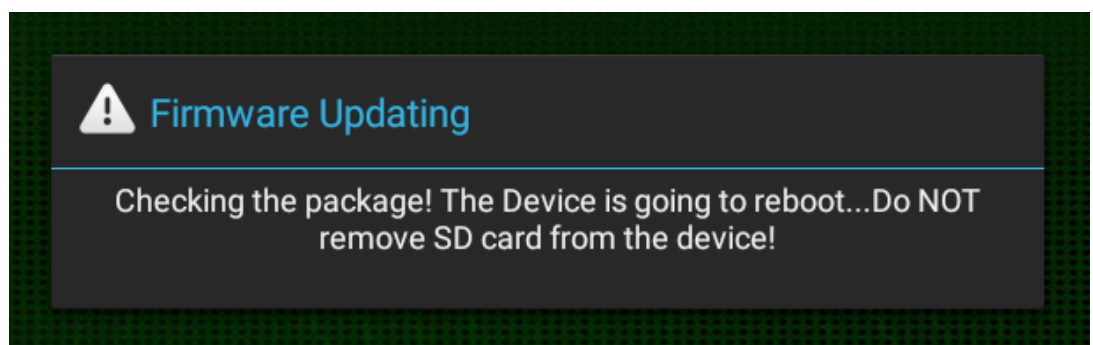 Firmware Updating
Checking the package! The Device is going to reboot...Do NOT
remove SD card from the device!